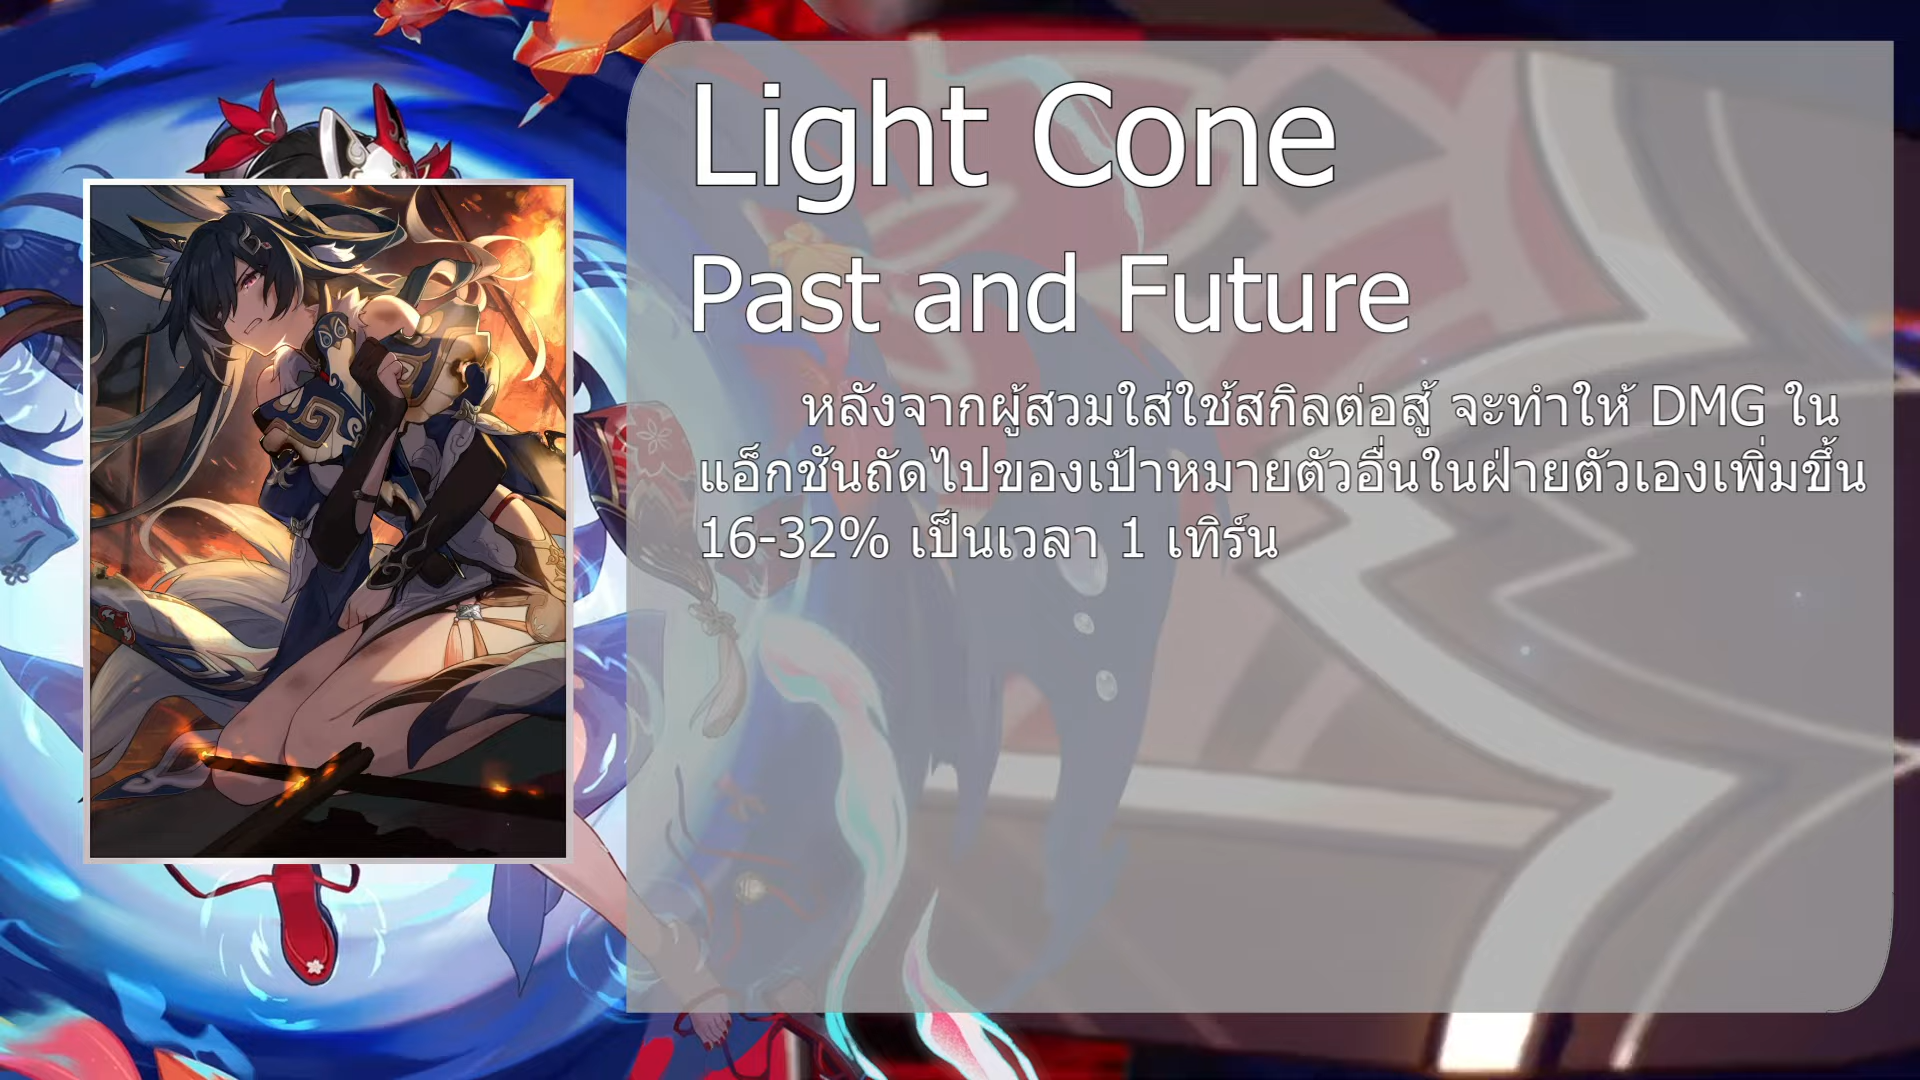 Light Cone
Past and Future
หลังจากผู้สวมใส่ใช้สกิลต่อสู้ จะทำให้ DMG ใน
แอ็กชันถัดไปของเป้าหมายตัวอื่นในฝ่ายตัวเองเพิ่มขึ้น
16-32% เป็นเวลา 1 เทิร์น